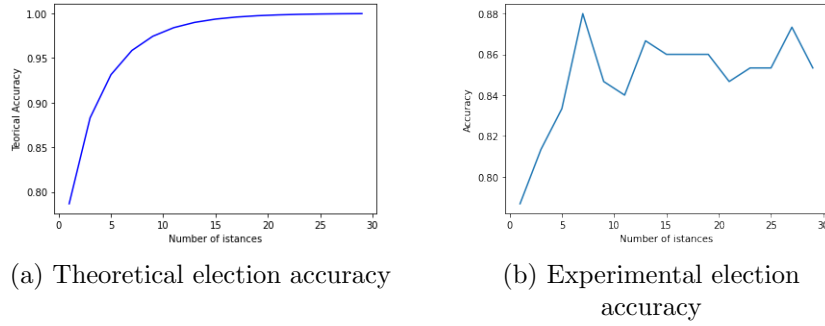 1.00
0.95
0.90
0.85
0.80
Teorical Accuracy
0 5 10 15 20 25 30
Number of istances
(a) Theoretical election accuracy
0.88
0.86
0.84
0.82
0.80
Accuracy
0 5 10 15 20 25 30
Number of istances
(b) Experimental election
accuracy